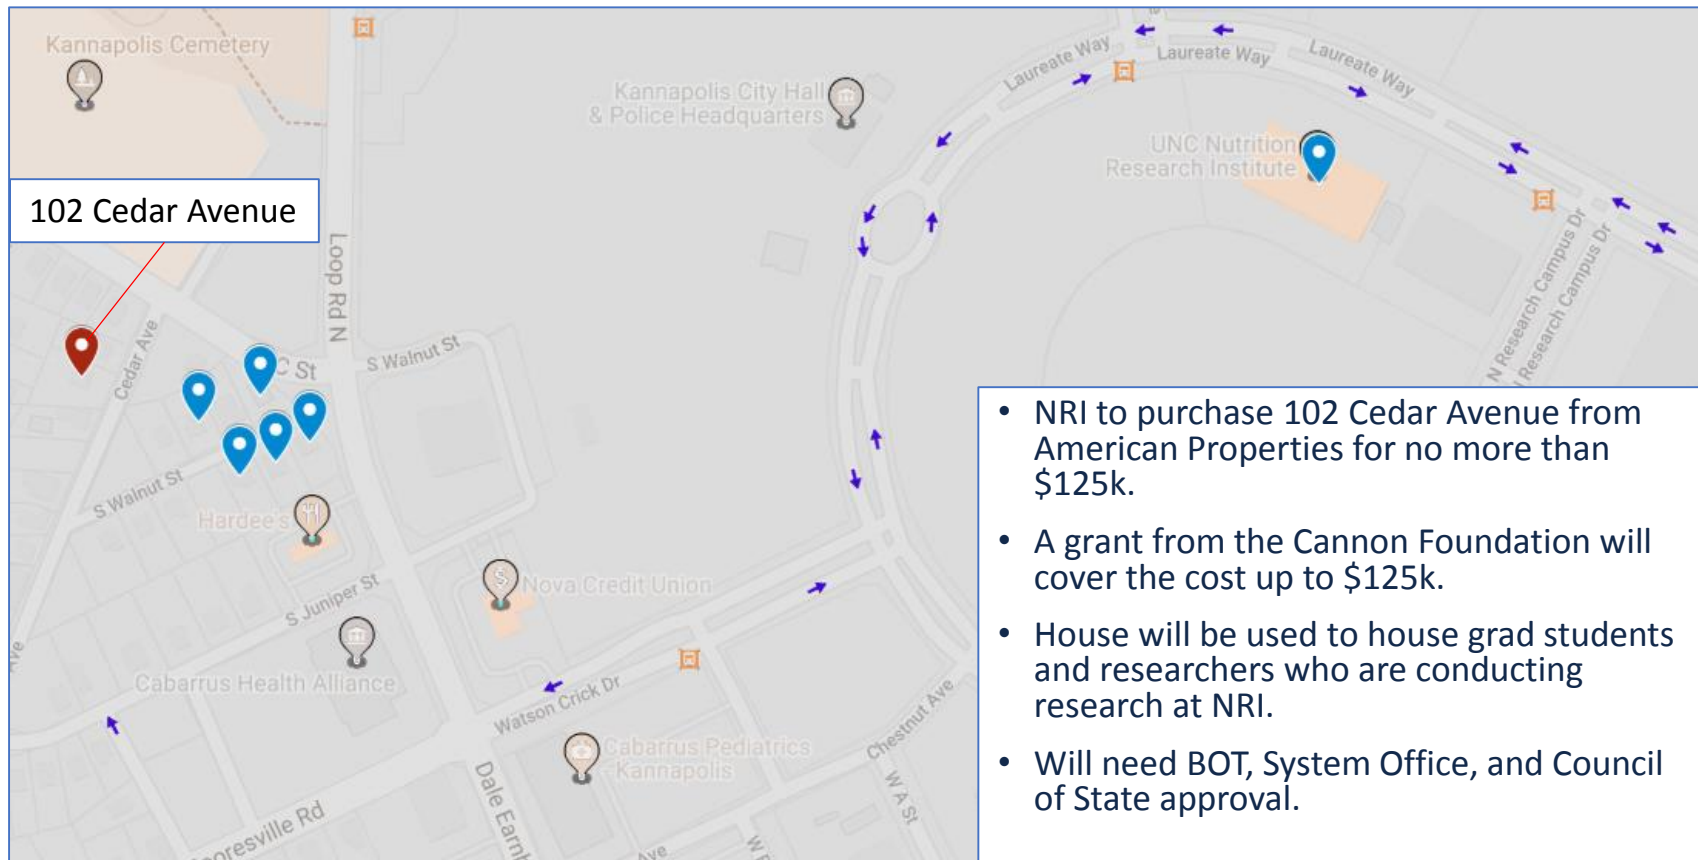 Kannapolis Cemetery
102 Cedar Avenue
Loop Rd N
Cedar Ave
C St
S Walnut St
S Walnut St
Hardee's
S Juniper St
Cabarrus Health Alliance
Nova Credit Union
Watson Crick Dr
Cabarrus Pediatrics
- Kannapolis
Dale Earnh
ooresville Rd
Ave
Ave
Chestnut Ave
W A St
Kannapolis City Hall
& Police Headquarters
Laureate Way
Laureate Way
Laureate Way
UNC Nutrition
Research Institute
N Research Campus Dr
N Research Campus Dr
• NRI to purchase 102 Cedar Avenue from
American Properties for no more than
$125k.
• A grant from the Cannon Foundation will
cover the cost up to $125k.
• House will be used to house grad students
and researchers who are conducting
research at NRI.
• Will need BOT, System Office, and Council
of State approval.